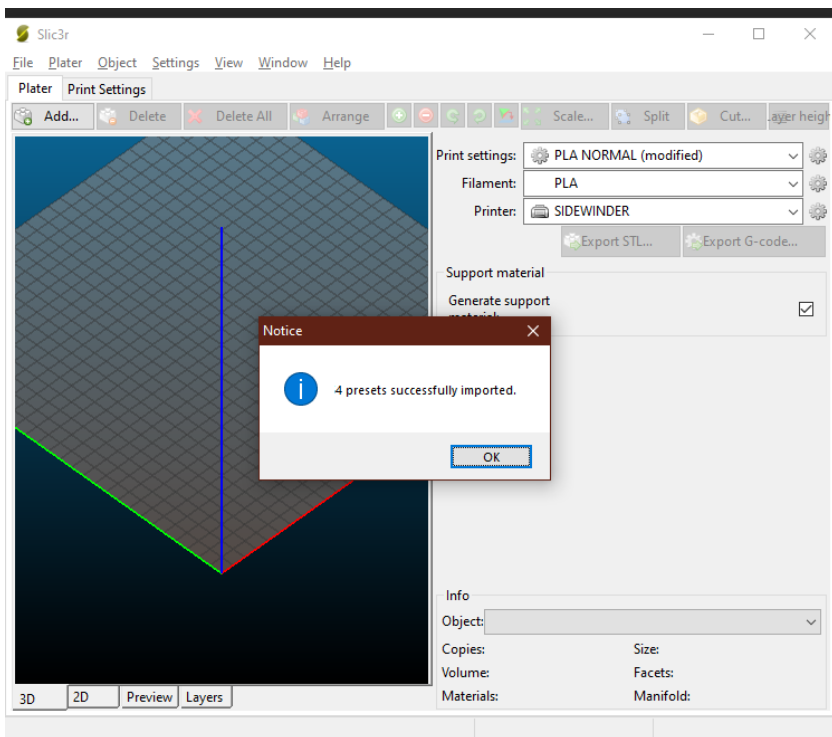 Slic3r
File Plater Object Settings View Window Help
Plater Print Settings
Add... Delete Delete All Arrange Scale... Split Cut... Layer heigh
Print settings: PLA NORMAL (modified)
Filament: PLA
Printer: SIDEWINDER
Export STL... Export G-code...
Support material
Generate support
Notice
4 presets successfully imported.
OK
Info
Object:
Copies: Size:
Volume: Facets:
Materials: Manifold:
3D 2D Preview Layers